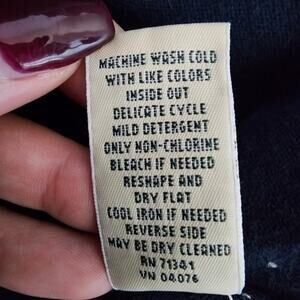 MACHINE WASH COLD
WITH LIKE COLORS
INSIDE OUT
DELICATE CYCLE
MILD DETERGENT
ONLY NON-CHLORINE
BLEACH IF NEEDED
RESHAPE AND
DRY FLAT
COOL IRON IF NEEDED
REVERSE SIDE
MAY BE DRY CLEANED
RN 71341
VN 04076